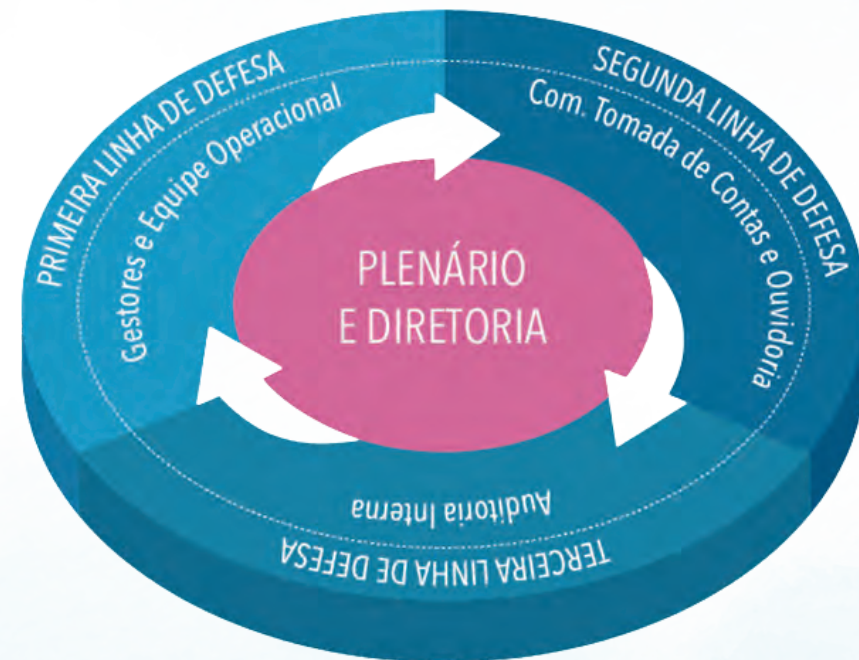 PRIMEIRA LINHA DE DEFESA
Gestores e Equipe Operacional
SEGUNDA LINHA DE DEFESA
Com. Tomada de Contas e Ouvidoria
PLENÁRIO
E DIRETORIA
Auditoria Interna
TERCEIRA LINHA DE DEFESA